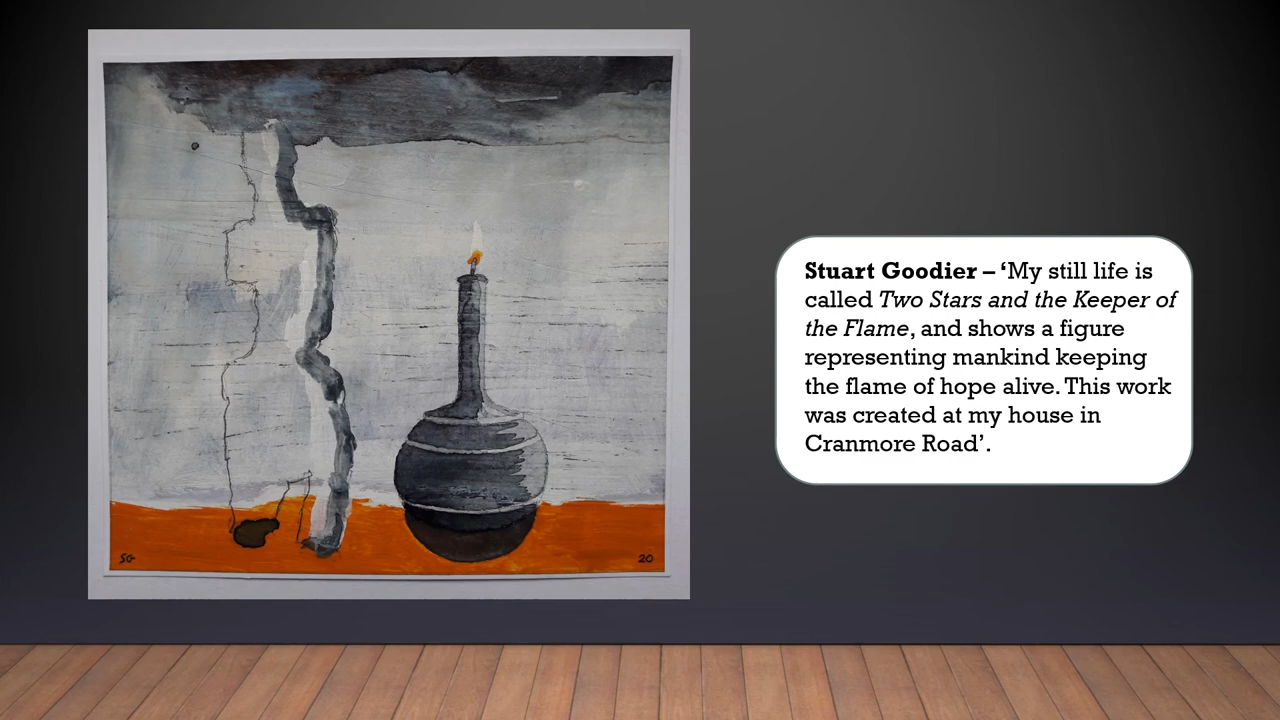 Stuart Goodier – ‘My still life is
called Two Stars and the Keeper of
the Flame, and shows a figure
representing mankind keeping
the flame of hope alive. This work
was created at my house in
Cranmore Road’.
SG
20